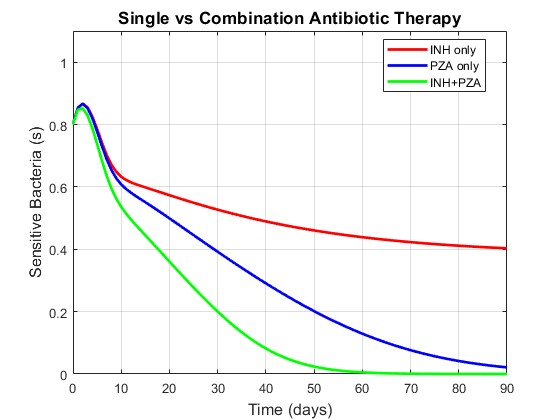 Single vs Combination Antibiotic Therapy
INH only
PZA only
INH+PZA
Sensitive Bacteria (s)
1
0.8
0.6
0.4
0.2
0
0 10 20 30 40 50 60 70 80 90
Time (days)